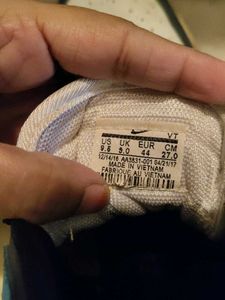 VT
US UK EUR CM
9.5 9.0 44 27.0
12/14/16 AA3831-001 04/21/17
MADE IN VIETNAM
FABRIQUE AU VIETNAM